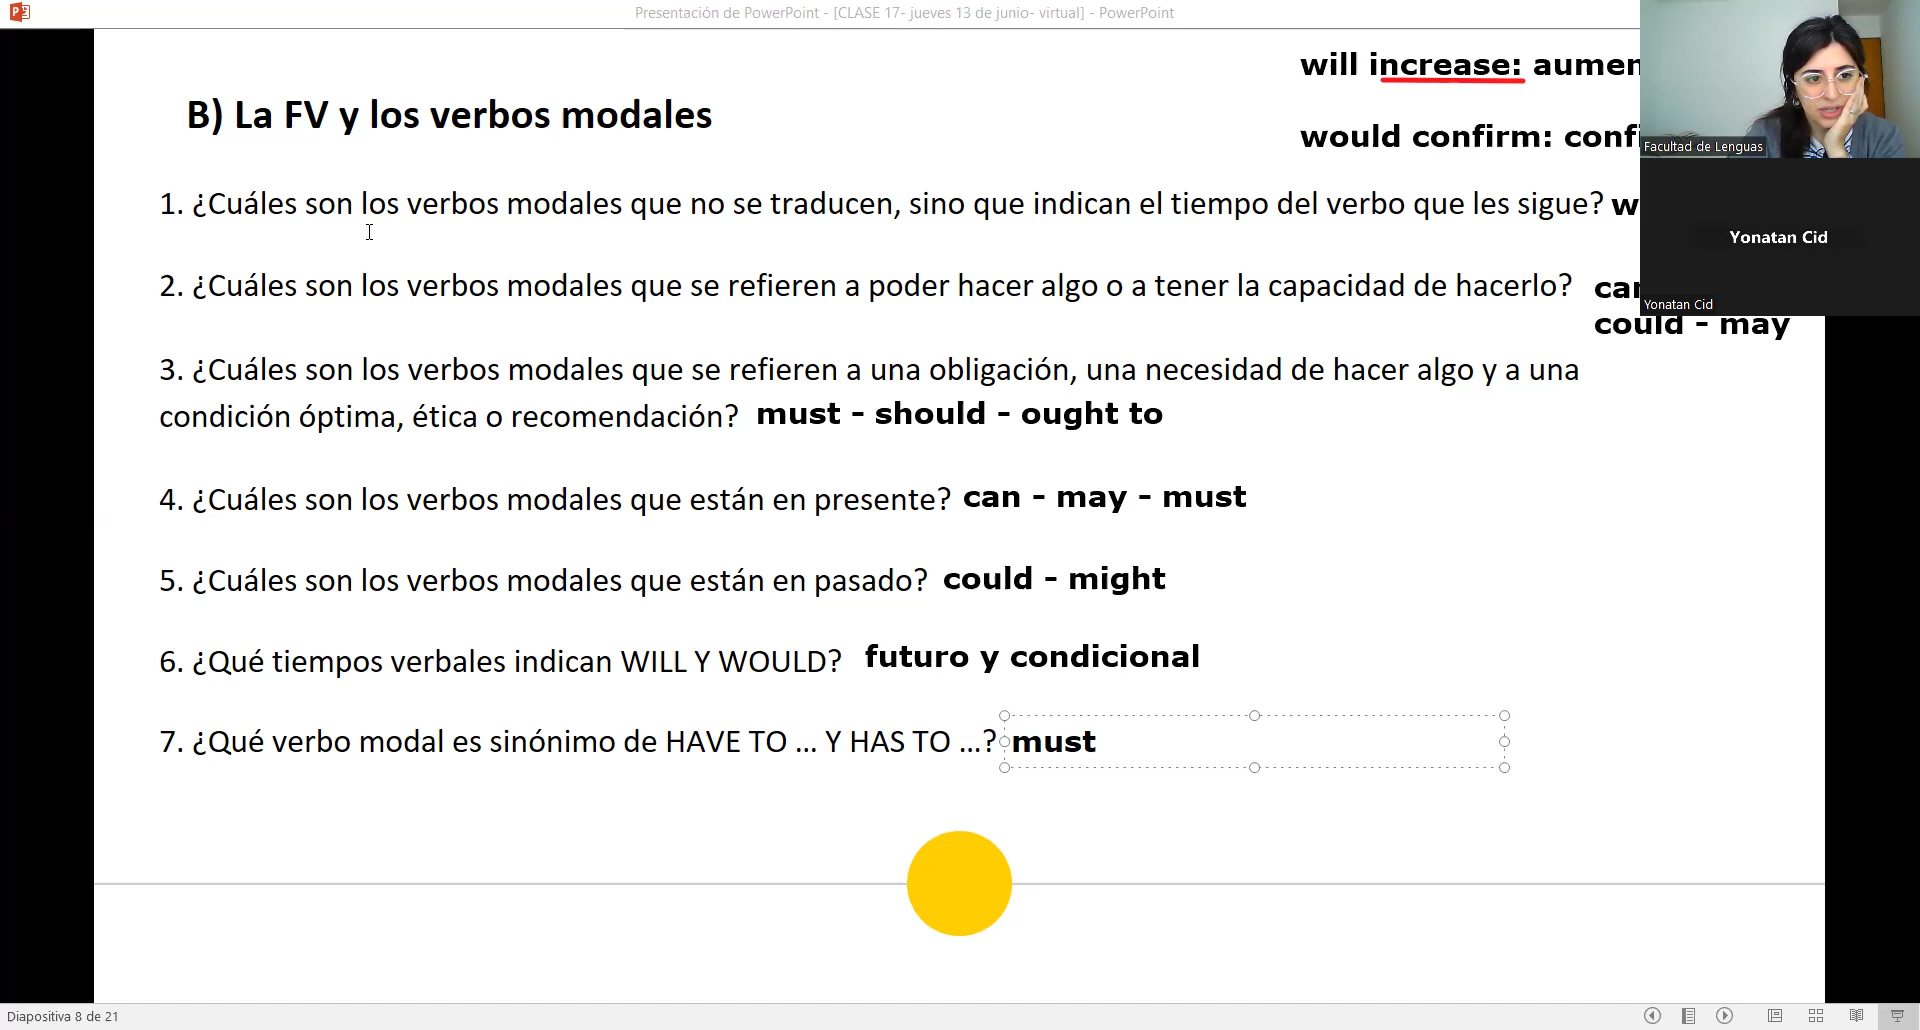 Presentación de PowerPoint - [CLASE 17- jueves 13 de junio- virtual] - PowerPoint
will increase:
would confirm:
B) La FV y los verbos modales
Facultad de Lenguas
1. ¿Cuáles son los verbos modales que no se traducen, sino que indican el tiempo del verbo que les sigue?
Yonatan Cid
2. ¿Cuáles son los verbos modales que se refieren a poder hacer algo o a tener la capacidad de hacerlo?
Yonatan Cid
could - may
3. ¿Cuáles son los verbos modales que se refieren a una obligación, una necesidad de hacer algo y a una
condición óptima, ética o recomendación? must - should - ought to
4. ¿Cuáles son los verbos modales que están en presente? can - may - must
5. ¿Cuáles son los verbos modales que están en pasado? could - might
6. ¿Qué tiempos verbales indican WILL Y WOULD? futuro y condicional
7. ¿Qué verbo modal es sinónimo de HAVE TO ... Y HAS TO ...? must
Diapositiva 8 de 21